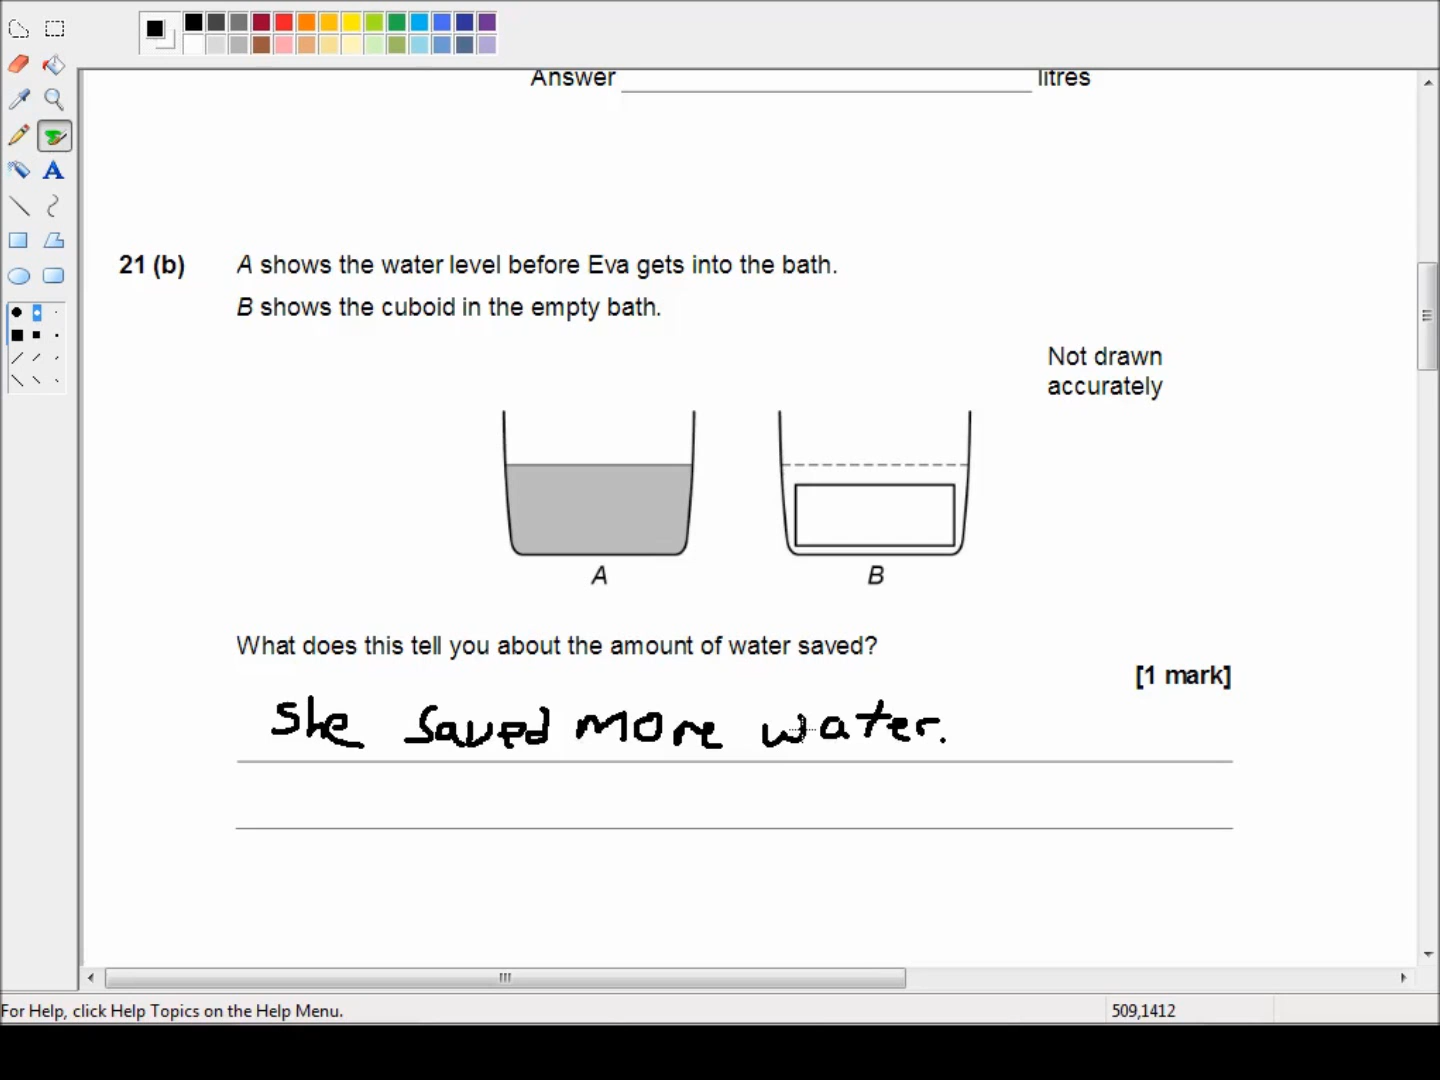 Answer litres
21 (b) A shows the water level before Eva gets into the bath.
B shows the cuboid in the empty bath.
Not drawn
accurately
A B
What does this tell you about the amount of water saved?
[1 mark]
She saved more water.
For Help, click Help Topics on the Help Menu. 509,1412